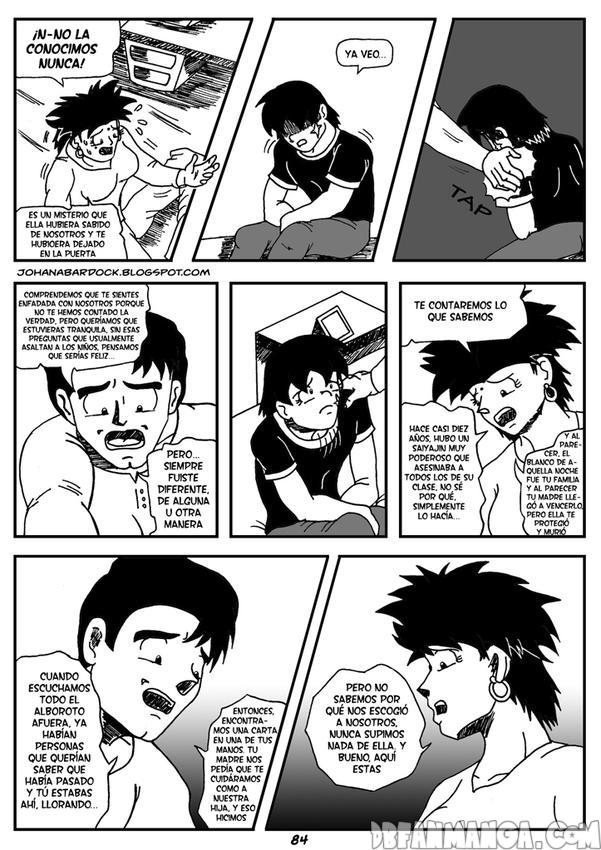 ¡N-NO LA
CONOCIMOS
NUNCA!
ES UN MISTERIO QUE
ELLA HUBIERA SABIDO
DE NOSOTROS Y TE
HUBIOERA DEJADO
EN LA PUERTA
YA VEO...
TAP
JOHANABARDOCK.BLOGSPOT.COM
COMPRENDEMOS QUE TE SIENTES
ENFADADA CON NOSOTROS PORQUE
NO TE HEMOS CONTADO LA
VERDAD, PERO QUERÍAMOS QUE
ESTUVIERAS TRANQUILA, SIN ESAS
PREGUNTAS QUE USUALMENTE
ASALTAN A LOS NIÑOS, PENSAMOS
QUE SERÍAS FELIZ...
PERO...
SIEMPRE
FUISTE
DIFERENTE,
DE ALGUNA
U OTRA
MANERA
TE CONTAREMOS LO
QUE SABEMOS
HACE CASI DIEZ
AÑOS, HUBO UN
SAIYAJIN MUY
PODEROSO QUE
ASESINABA A
TODOS LOS DE SU
CLASE, NO SÉ
POR QUÉ,
SIMPLEMENTE
LO HACÍA...
Y AL
PARE-
CER, EL
BLANCO DE A-
QUELLA NOCHE
FUE TU FAMILIA
Y AL PARECER
TU MADRE LLE-
GÓ A VENCERLO,
PERO ELLA TE
PROTEGIÓ Y
MURIÓ
CUANDO
ESCUCHAMOS
TODO EL
ALBOROTO
AFUERA, YA
HABÍAN
PERSONAS
QUE QUERÍAN
SABER QUE
HABÍA PASADO
Y TÚ ESTABAS
AHÍ, LLORANDO...
ENTONCES,
ENCONTRA-
MOS UNA CARTA
EN UNA DE TUS
MANOS. TU
MADRE NOS
PEDÍA QUE TE
CUIDÁRAMOS
COMO A
NUESTRA
HIJA, Y ESO
HICIMOS
PERO NO
SABEMOS POR
QUÉ NOS ESCOGIÓ
A NOSOTROS,
NUNCA SUPIMOS
NADA DE ELLA, Y
BUENO, AQUÍ
ESTAS
84
DBFANMANGA.COM